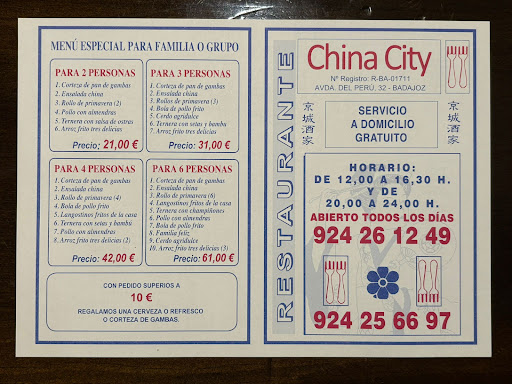 MENÚ ESPECIAL PARA FAMILIA O GRUPO
PARA 2 PERSONAS
1. Corteza de pan de gambas
2. Ensalada china
3. Rollo de primavera (2)
4. Pollo con almendras
5. Ternera con salsa de ostras
6. Arroz frito tres delicias
Precio: 21,00 €
PARA 3 PERSONAS
1. Corteza de pan de gambas
2. Ensalada china
3. Rollos de primavera (3)
4. Bola de pollo frito
5. Cerdo agridulce
6. Ternera con setas y bambú
7. Arroz frito tres delicias
Precio: 31,00 €
PARA 4 PERSONAS
1. Corteza de pan de gambas
2. Ensalada china
3. Rollo de primavera (4)
4. Bola de pollo frito
5. Langostinos fritos de la casa
6. Ternera con setas y bambú
7. Pollo con almendras
8. Arroz frito tres delicias (2)
Precio: 42,00 €
PARA 6 PERSONAS
1. Corteza de pan de gambas
2. Ensalada china
3. Rollo de primavera (6)
4. Langostinos fritos de la casa
5. Ternera con champiñones
6. Pollo con almendras
7. Bola de pollo frito
8. Familia feliz
9. Cerdo agridulce
10. Arroz frito tres delicias (3)
Precio: 61,00 €
CON PEDIDO SUPERIOS A
10 €
REGALAMOS UNA CERVEZA O REFRESCO
O CORTEZA DE GAMBAS.
RESTAURANTE
China City
Nº Registro: R-BA-01711
AVDA. DEL PERÚ, 32 - BADAJOZ
京城酒家
SERVICIO
A DOMICILIO
GRATUITO
京城酒家
HORARIO:
DE 12,00 A 16,30 H.
Y DE
20,00 A 24,00 H.
ABIERTO TODOS LOS DÍAS
924 26 12 49
924 25 66 97